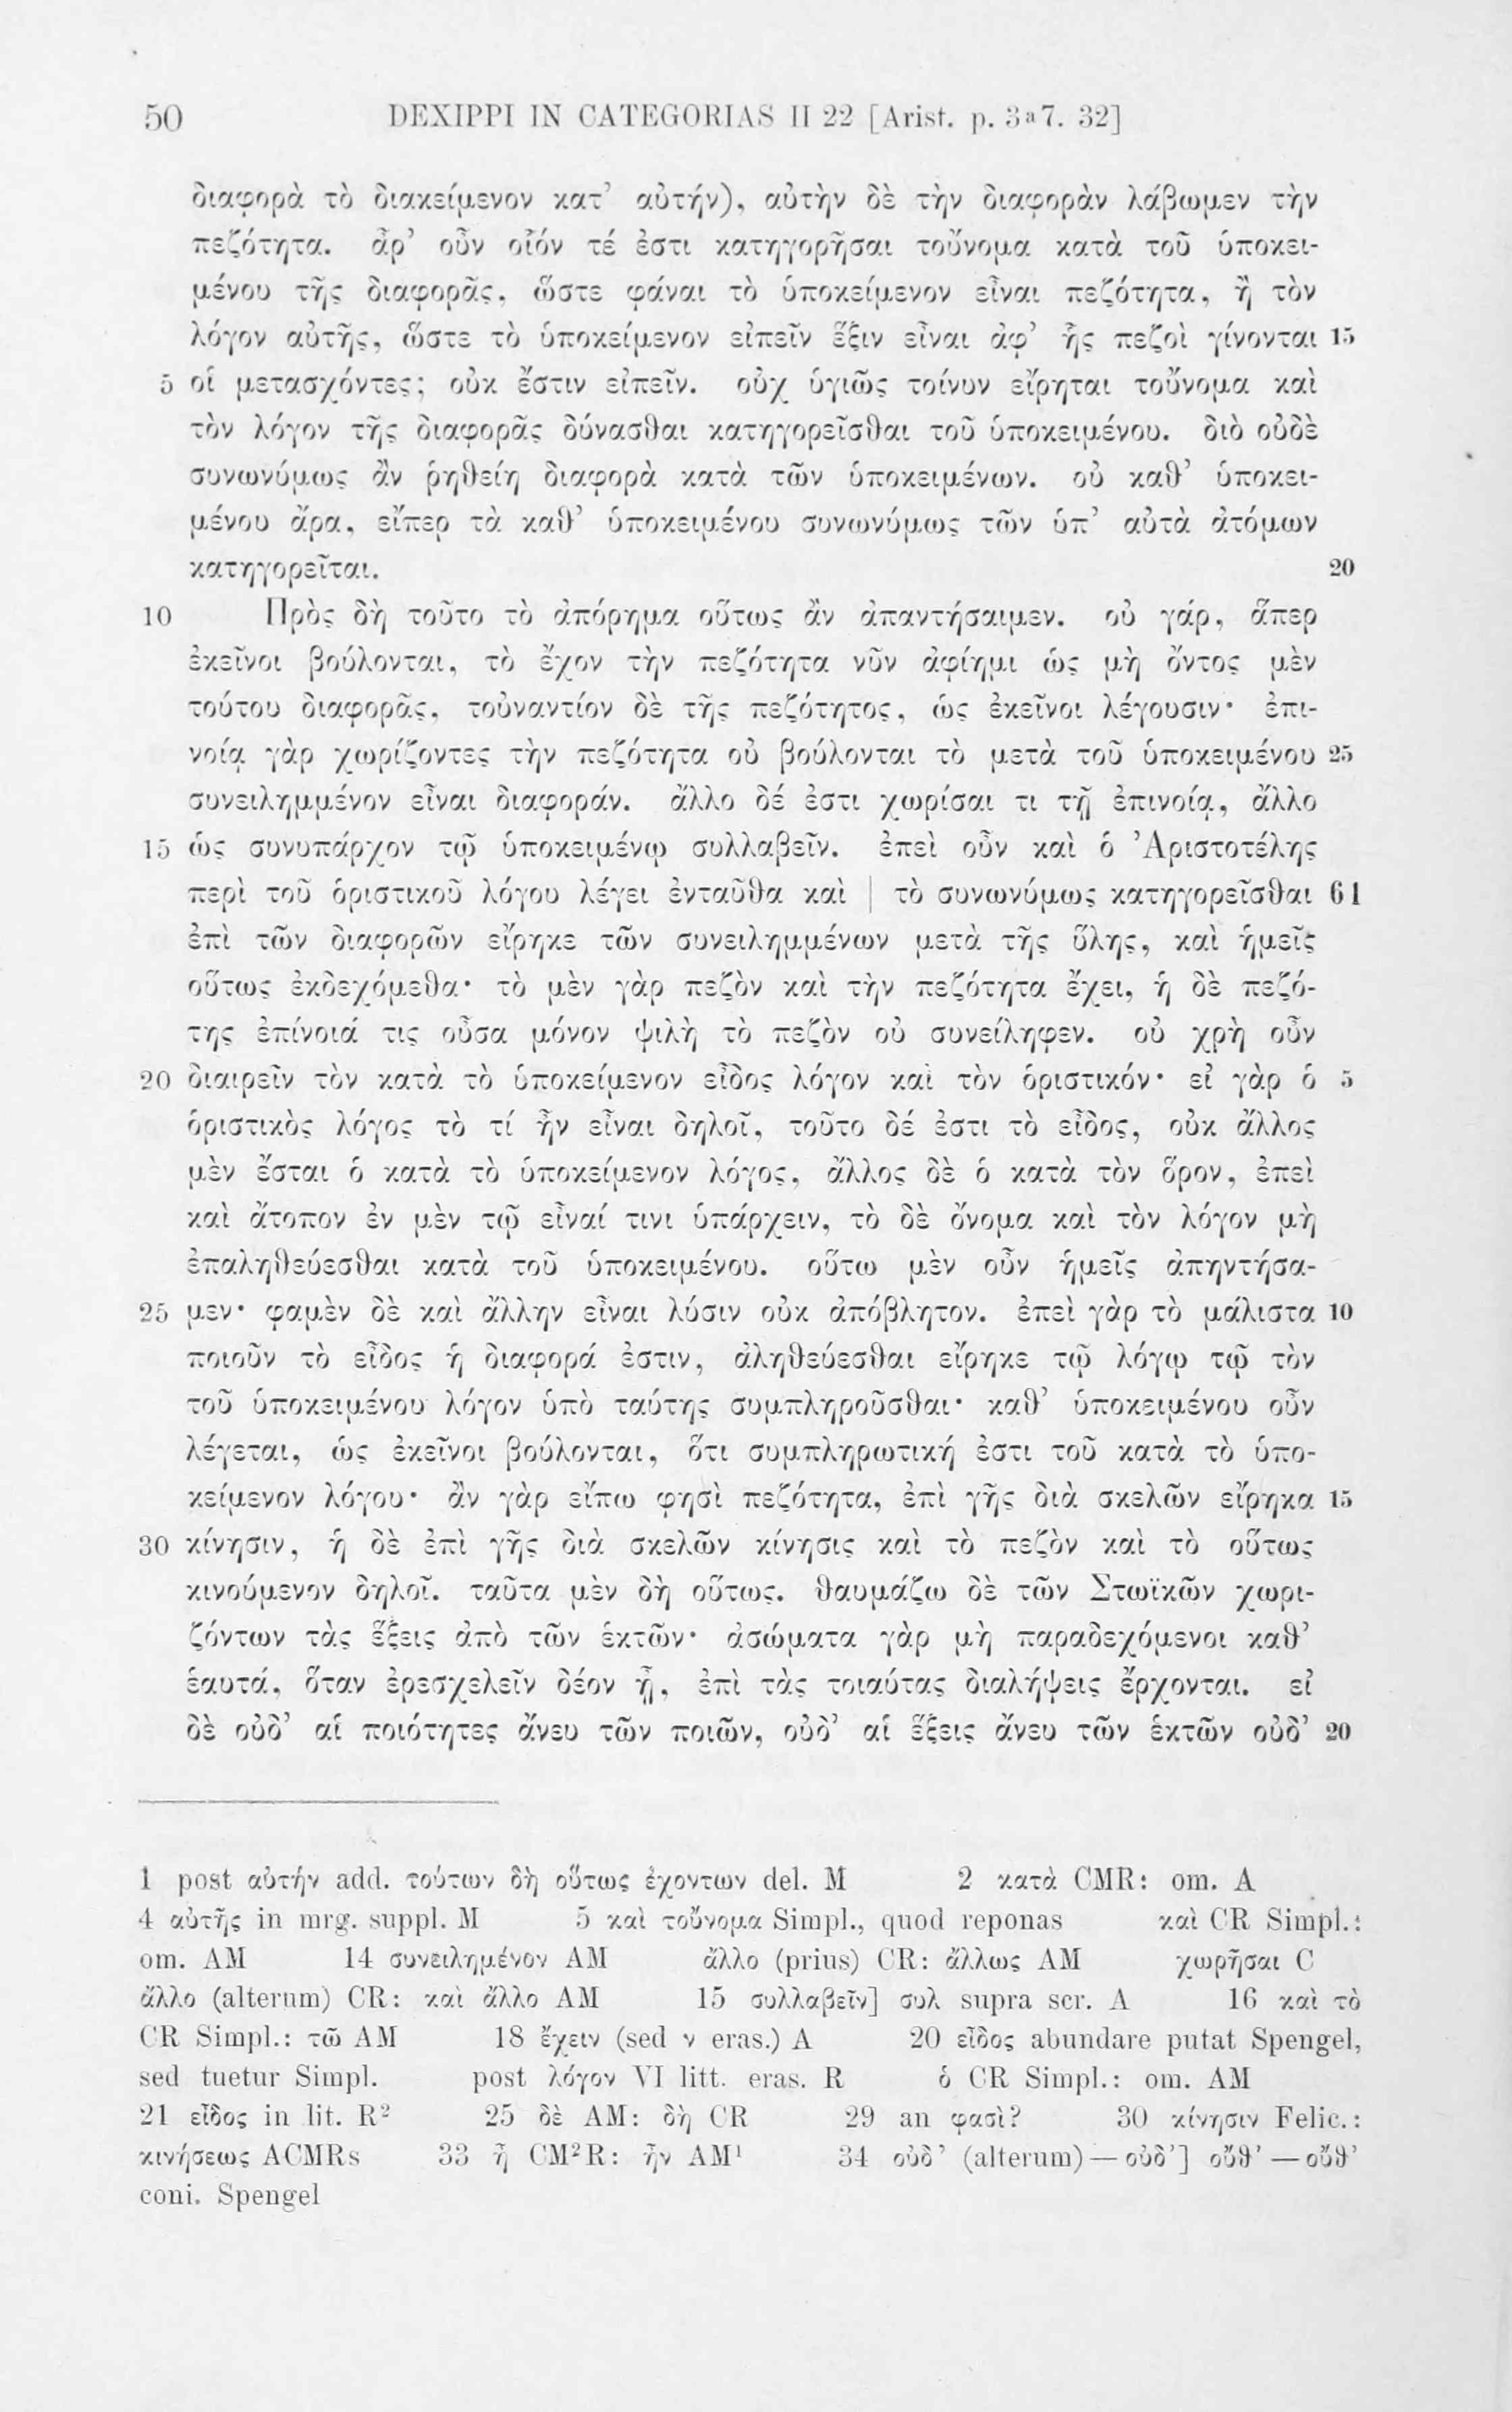 50 DEXIPPI IN CATEGORIAS II 22 [Arist. p. 3a7. 32]
διαφορὰ τὸ διακείμενον κατ’ αὐτήν), αὐτὴν δὲ τὴν διαφορὰν λάβωμεν τὴν
πεζότητα. ἆρ’ οὖν οἷόν τέ ἐστι κατηγορῆσαι τοὔνομα κατὰ τοῦ ὑποκει-
μένου τῆς διαφορᾶς, ὥστε φάναι τὸ ὑποκείμενον εἶναι πεζότητα, ἢ τὸν
λόγον αὐτῆς, ὥστε τὸ ὑποκείμενον εἰπεῖν ἕξιν εἶναι ἀφ’ ἧς πεζοὶ γίνονται 15
5 οἱ μετασχόντες; οὐκ ἔστιν εἰπεῖν. οὐχ ὑγιῶς τοίνυν εἴρηται τοὔνομα καὶ
τὸν λόγον τῆς διαφορᾶς δύνασθαι κατηγορεῖσθαι τοῦ ὑποκειμένου. διὸ οὐδὲ
συνωνύμως ἂν ῥηθείη διαφορὰ κατὰ τῶν ὑποκειμένων. οὐ καθ’ ὑποκει-
μένου ἄρα, εἴπερ τὰ καθ’ ὑποκειμένου συνωνύμως τῶν ὑπ’ αὐτὰ ἀτόμων
κατηγορεῖται. 20
10 Πρὸς δὴ τοῦτο τὸ ἀπόρημα οὕτως ἂν ἀπαντήσαιμεν. οὐ γάρ, ἅπερ
ἐκεῖνοι βούλονται, τὸ ἔχον τὴν πεζότητα νῦν ἀφίημι ὡς μὴ ὄντος μὲν
τούτου διαφορᾶς, τοὐναντίον δὲ τῆς πεζότητος, ὡς ἐκεῖνοι λέγουσιν· ἐπι-
νοίᾳ γὰρ χωρίζοντες τὴν πεζότητα οὐ βούλονται τὸ μετὰ τοῦ ὑποκειμένου 25
συνειλημμένον εἶναι διαφοράν. ἄλλο δέ ἐστι χωρίσαι τι τῇ ἐπινοίᾳ, ἄλλο
15 ὡς συνυπάρχον τῷ ὑποκειμένῳ συλλαβεῖν. ἐπεὶ οὖν καὶ ὁ Ἀριστοτέλης
περὶ τοῦ ὁριστικοῦ λόγου λέγει ἐνταῦθα καὶ | τὸ συνωνύμως κατηγορεῖσθαι 61
ἐπὶ τῶν διαφορῶν εἴρηκε τῶν συνειλημμένων μετὰ τῆς ὕλης, καὶ ἡμεῖς
οὕτως ἐκδεχόμεθα· τὸ μὲν γὰρ πεζὸν καὶ τὴν πεζότητα ἔχει, ἡ δὲ πεζό-
της ἐπίνοιά τις οὖσα μόνον ψιλὴ τὸ πεζὸν οὐ συνείληφεν. οὐ χρὴ οὖν
20 διαιρεῖν τὸν κατὰ τὸ ὑποκείμενον εἶδος λόγον καὶ τὸν ὁριστικόν· εἰ γὰρ ὁ 5
ὁριστικὸς λόγος τὸ τί ἦν εἶναι δηλοῖ, τοῦτο δέ ἐστι τὸ εἶδος, οὐκ ἄλλος
μὲν ἔσται ὁ κατὰ τὸ ὑποκείμενον λόγος, ἄλλος δὲ ὁ κατὰ τὸν ὅρον, ἐπεὶ
καὶ ἄτοπον ἐν μὲν τῷ εἶναί τινι ὑπάρχειν, τὸ δὲ ὄνομα καὶ τὸν λόγον μὴ
ἐπαληθεύεσθαι κατὰ τοῦ ὑποκειμένου. οὕτω μὲν οὖν ἡμεῖς ἀπηντήσα-
25 μεν· φαμὲν δὲ καὶ ἄλλην εἶναι λύσιν οὐκ ἀπόβλητον. ἐπεὶ γὰρ τὸ μάλιστα 10
ποιοῦν τὸ εἶδος ἡ διαφορά ἐστιν, ἀληθεύεσθαι εἴρηκε τῷ λόγῳ τῷ τὸν
τοῦ ὑποκειμένου λόγον ὑπὸ ταύτης συμπληροῦσθαι· καθ’ ὑποκειμένου οὖν
λέγεται, ὡς ἐκεῖνοι βούλονται, ὅτι συμπληρωτική ἐστι τοῦ κατὰ τὸ ὑπο-
κείμενον λόγου· ἂν γὰρ εἴπω φησὶ πεζότητα, ἐπὶ γῆς διὰ σκελῶν εἴρηκα 15
30 κίνησιν, ἡ δὲ ἐπὶ γῆς διὰ σκελῶν κίνησις καὶ τὸ πεζὸν καὶ τὸ οὕτως
κινούμενον δηλοῖ. ταῦτα μὲν δὴ οὕτως. θαυμάζω δὲ τῶν Στωϊκῶν χωρι-
ζόντων τὰς ἕξεις ἀπὸ τῶν ἑκτῶν· ἀσώματα γὰρ μὴ παραδεχόμενοι καθ’
ἑαυτά, ὅταν ἐρεσχελεῖν δέον ᾖ, ἐπὶ τὰς τοιαύτας διαλήψεις ἔρχονται. εἰ
δὲ οὐδ’ αἱ ποιότητες ἄνευ τῶν ποιῶν, οὐδ’ αἱ ἕξεις ἄνευ τῶν ἑκτῶν οὐδ’ 20
1 post αὐτήν add. τούτων δὴ οὕτως ἐχοντων del. M 2 κατὰ CMR: om. A
4 αὐτῆς in mrg. suppl. M 5 καὶ τοὔνομα Simpl., quod reponas καὶ CR Simpl.:
om. AM 14 συνειλημένον AM ἄλλο (prius) CR: ἄλλως AM χωρῆσαι C
ἄλλο (alterum) CR: καὶ ἄλλο AM 15 συλλαβεῖν] συλ supra scr. A 16 καὶ τὸ
CR Simpl.: τῶ AM 18 ἔχειν (sed ν eras.) A 20 εἶδος abundare putat Spengel,
sed tuetur Simpl. post λόγον VI litt. eras. R ὁ CR Simpl.: om. AM
21 εἶδος in lit. R² 25 δὲ AM: δὴ CR 29 an φασὶ? 30 κίνησιν Felic.:
κινήσεως ACMRs 33 ᾖ CM²R: ἦν AM¹ 34 οὐδ’ (alterum) — οὐδ’] οὔθ’ — οὔθ’
coni. Spengel